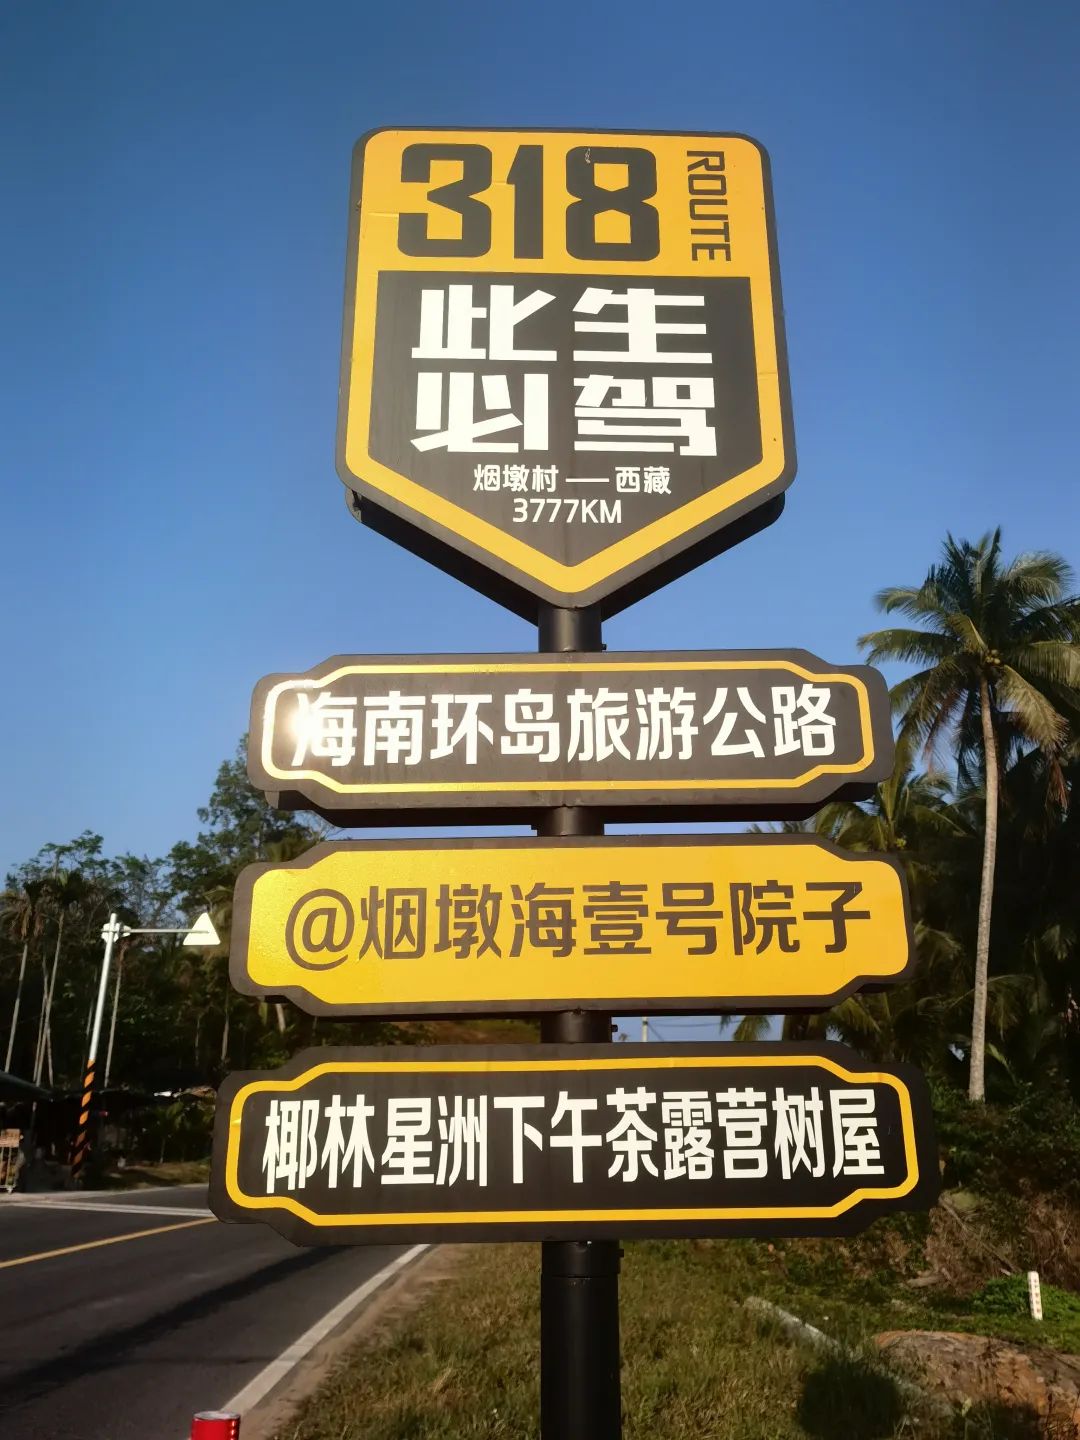 318 ROUTE
此生
必驾
烟墩村——西藏
3777KM
海南环岛旅游公路
@烟墩海壹号院子
椰林星洲下午茶露营树屋